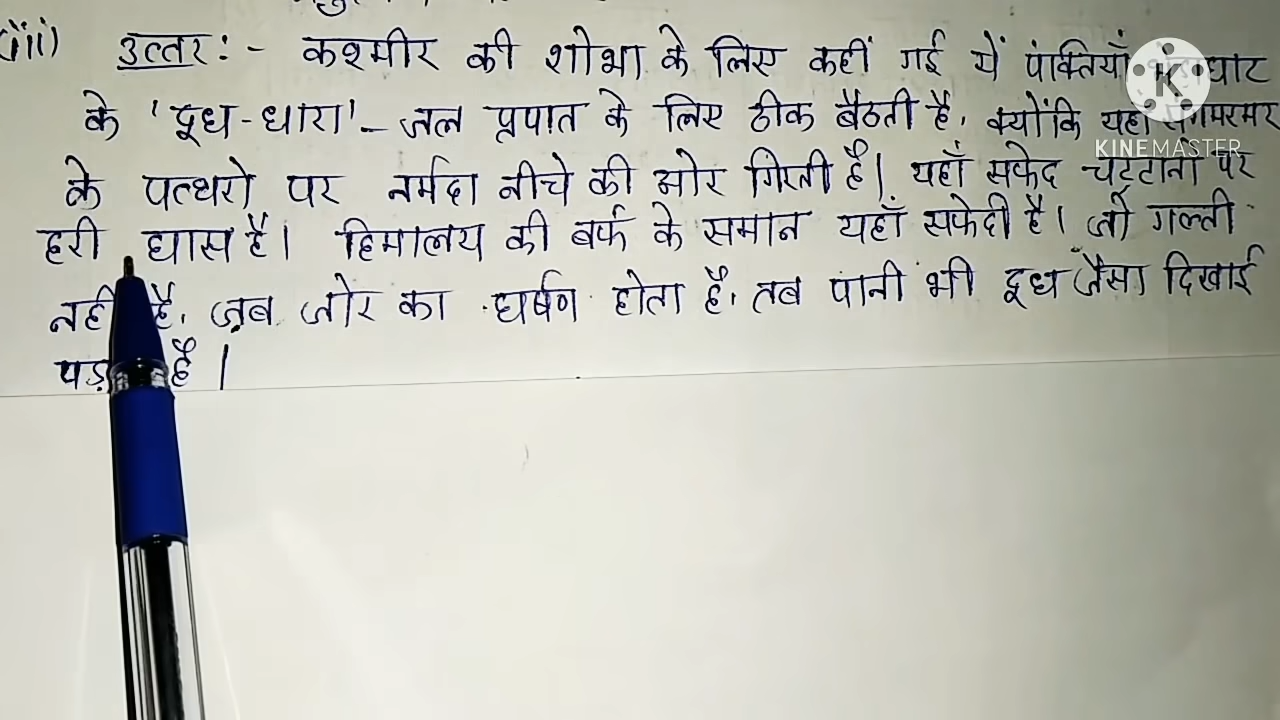 (iii) उत्तर :- कश्मीर की शोभा के लिए कहीं गई ये पंक्तियाँ
के 'दूध-धारा' - जल प्रपात के लिए ठीक बैठती है, क्योंकि यहाँ संगमरमर
के पत्थरो पर नर्मदा नीचे की ओर गिरती है। यहाँ सफेद चट्टानों पर
हरी घास है। हिमालय की बर्फ के समान यहाँ सफेदी है। जो गल्ती
नहीं है, जब जोर का घर्षण होता है, तब पानी भी दूध जैसा दिखाई
है।
K
KINEMASTER